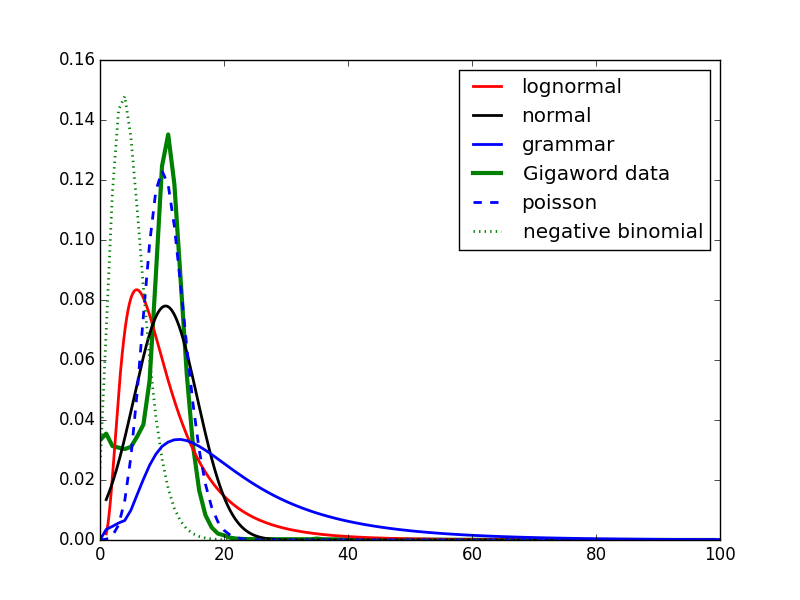 0.16
0.14
0.12
0.10
0.08
0.06
0.04
0.02
0.00
0 20 40 60 80 100
lognormal
normal
grammar
Gigaword data
poisson
negative binomial